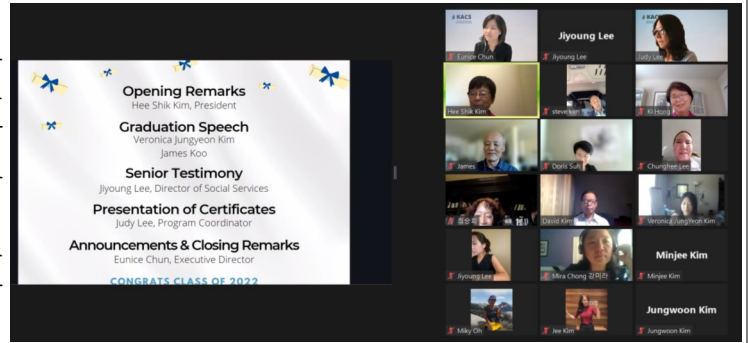 Opening Remarks
Hee Shik Kim, President
Graduation Speech
Veronica Jungyeon Kim
James Koo
Senior Testimony
Jiyoung Lee, Director of Social Services
Presentation of Certificates
Judy Lee, Program Coordinator
Announcements & Closing Remarks
Eunice Chun, Executive Director
CONGRATS CLASS OF 2022
KACS
Eunice Chun
Jiyoung Lee
Jiyoung Lee
KACS
Judy Lee
Hee Shik Kim
steve kim
Ki Hong
James
Doris Suh
Chunghee Lee
David Kim
Veronica JungYeon Kim
Jiyoung Lee
Mira Chong 강미라
Minjee Kim
Minjee Kim
Miky Oh
Jee Kim
Jungwoon Kim
Jungwoon Kim